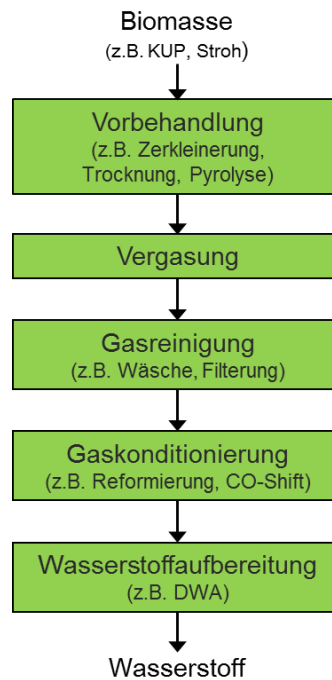 Biomasse
(z.B. KUP, Stroh)
Vorbehandlung
(z.B. Zerkleinerung,
Trocknung, Pyrolyse)
Vergasung
Gasreinigung
(z.B. Wäsche, Filterung)
Gaskonditionierung
(z.B. Reformierung, CO-Shift)
Wasserstoffaufbereitung
(z.B. DWA)
Wasserstoff